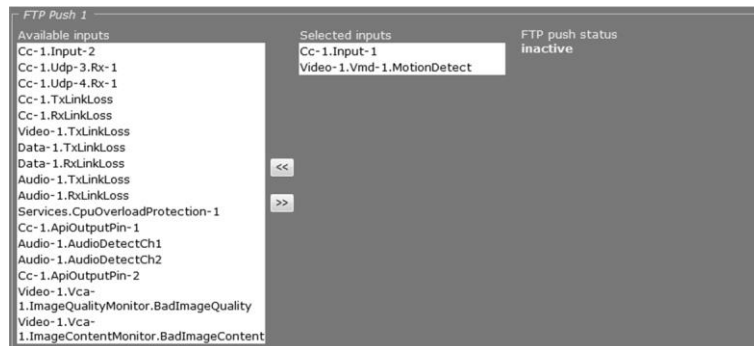 FTP Push 1
Available inputs
Cc-1.Input-2
Cc-1.Udp-3.Rx-1
Cc-1.Udp-4.Rx-1
Cc-1.TxLinkLoss
Cc-1.RxLinkLoss
Video-1.TxLinkLoss
Data-1.TxLinkLoss
Data-1.RxLinkLoss
Audio-1.TxLinkLoss
Audio-1.RxLinkLoss
Services.CpuOverloadProtection-1
Cc-1.ApiOutputPin-1
Audio-1.AudioDetectCh1
Audio-1.AudioDetectCh2
Cc-1.ApiOutputPin-2
Video-1.Vca-
1.ImageQualityMonitor.BadImageQuality
Video-1.Vca-
1.ImageContentMonitor.BadImageContent
<<
>>
Selected inputs
Cc-1.Input-1
Video-1.Vmd-1.MotionDetect
FTP push status
inactive